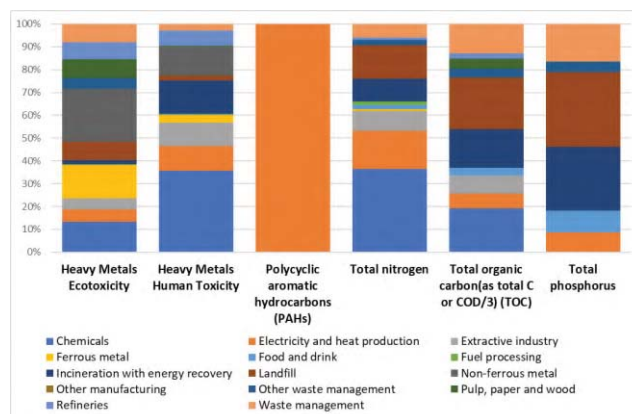 100%
90%
80%
70%
60%
50%
40%
30%
20%
10%
0%
Heavy Metals
Ecotoxicity
Heavy Metals
Human Toxicity
Polycyclic
aromatic
hydrocarbons
(PAHs)
Total nitrogen
Total organic
carbon(as total C
or COD/3) (TOC)
Total
phosphorus
Chemicals
Electricity and heat production
Extractive industry
Ferrous metal
Food and drink
Fuel processing
Incineration with energy recovery
Landfill
Non-ferrous metal
Other manufacturing
Other waste management
Pulp, paper and wood
Refineries
Waste management